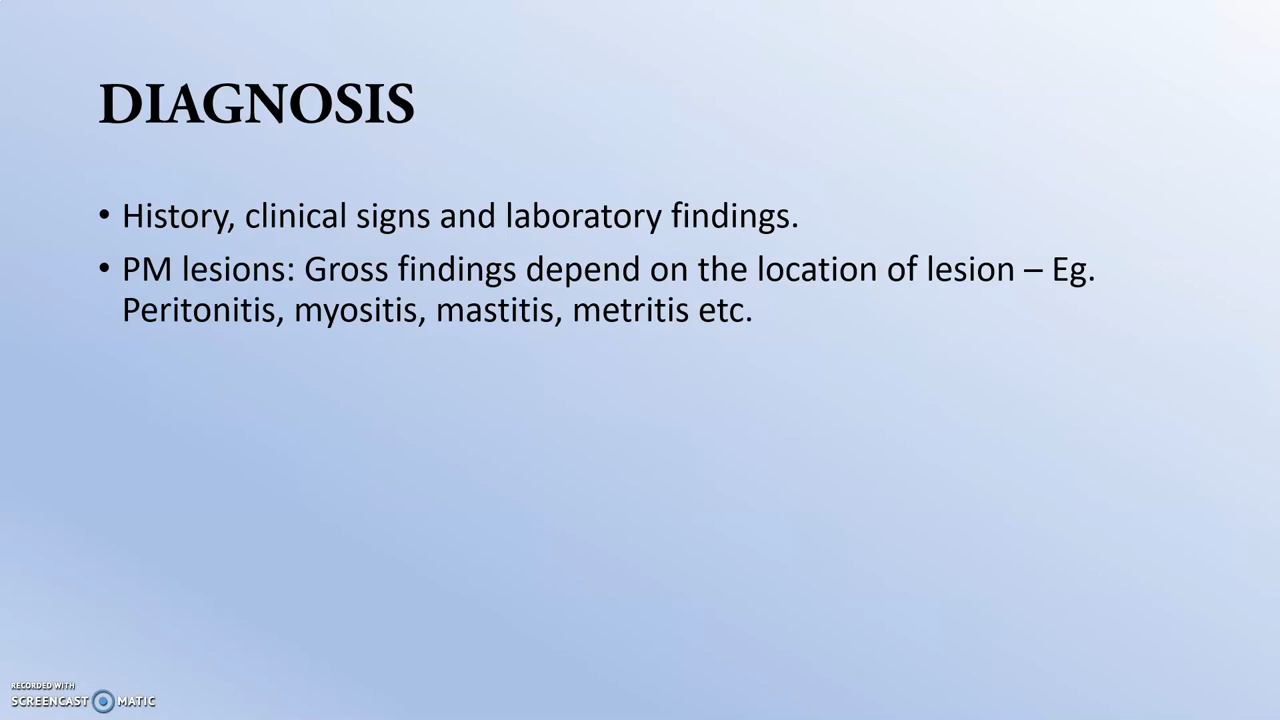 DIAGNOSIS
• History, clinical signs and laboratory findings.
• PM lesions: Gross findings depend on the location of lesion – Eg.
Peritonitis, myositis, mastitis, metritis etc.
RECORDED WITH
SCREENCAST MATIC